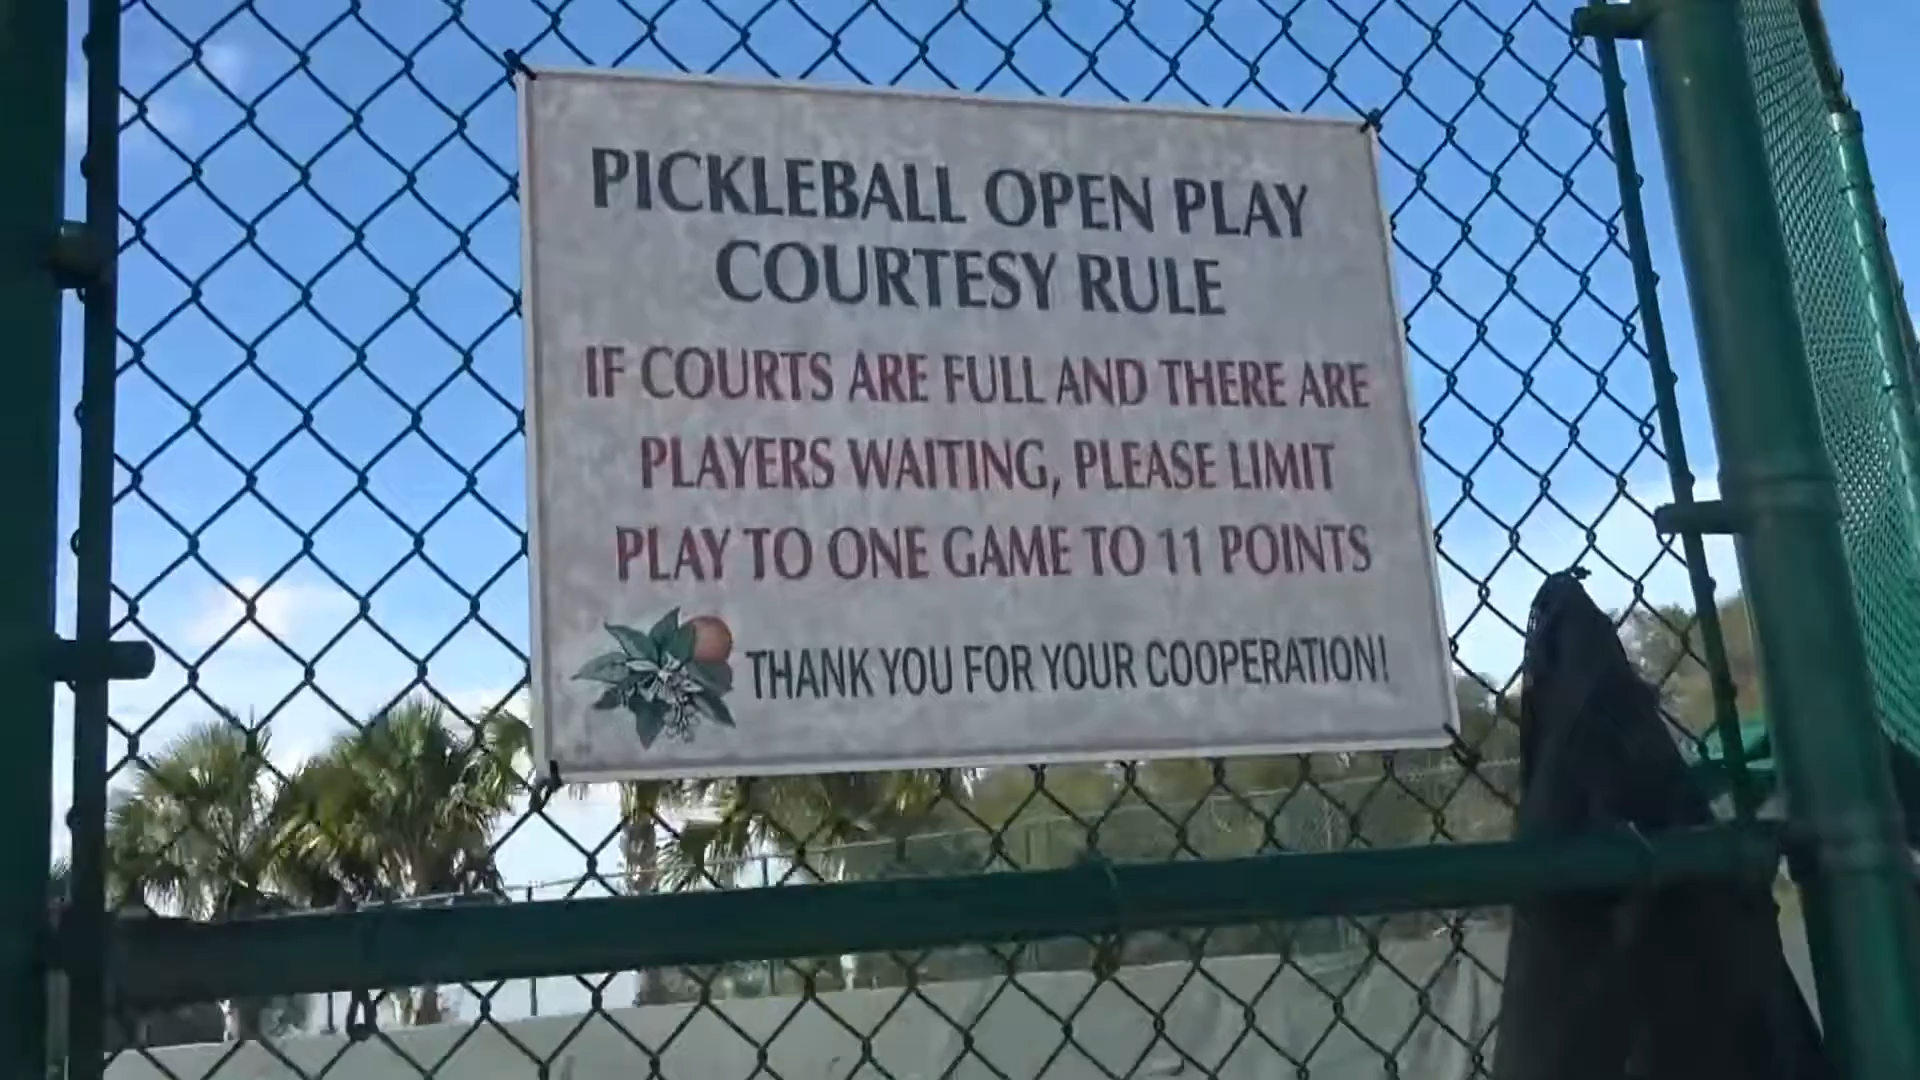 PICKLEBALL OPEN PLAY
COURTESY RULE
IF COURTS ARE FULL AND THERE ARE
PLAYERS WAITING, PLEASE LIMIT
PLAY TO ONE GAME TO 11 POINTS
THANK YOU FOR YOUR COOPERATION!